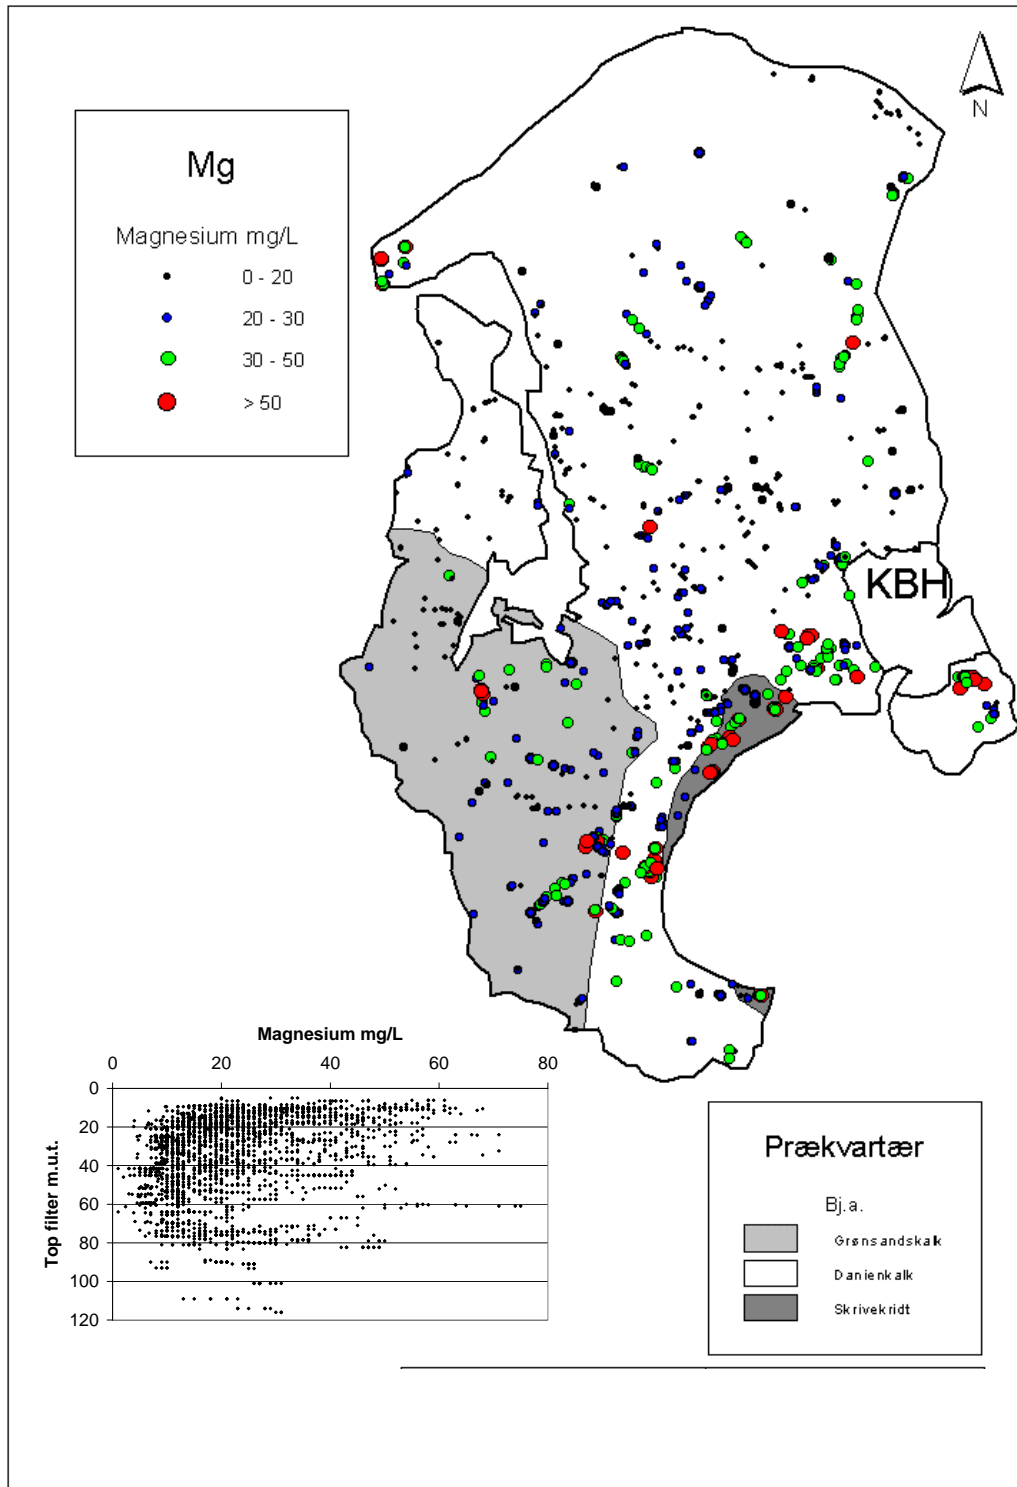 N
Mg
Magnesium mg/L
0 - 20
20 - 30
30 - 50
> 50
KBH
Magnesium mg/L
0 20 40 60 80
0
20
40
60
80
100
120
Top filter m.u.t.
Prækvartær
Bj.a.
Grønsandskalk
Danienkalk
Skrivekridt